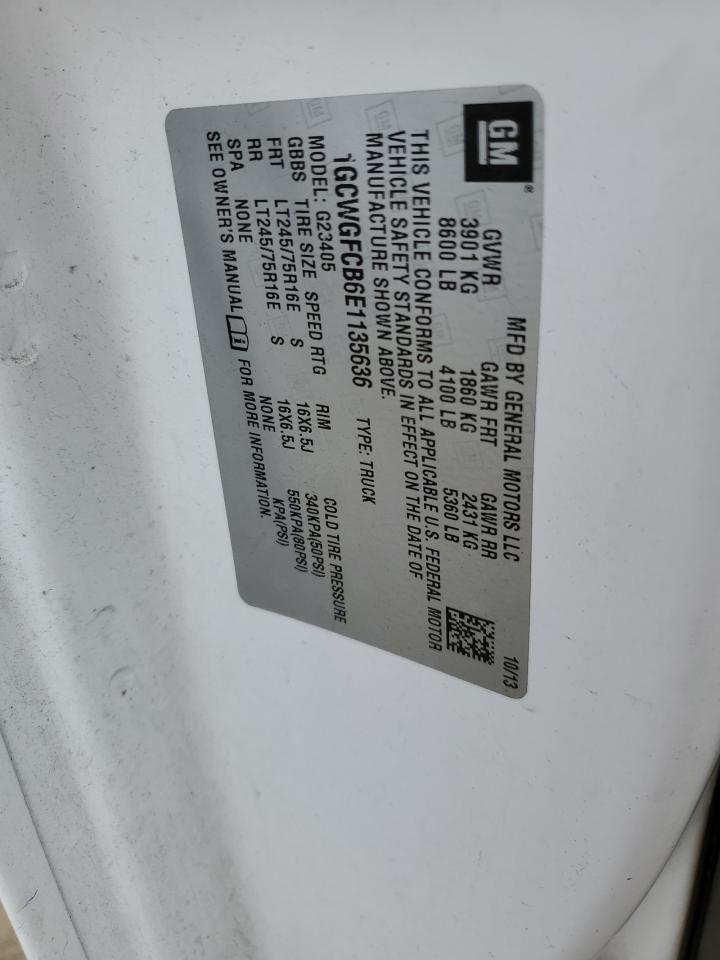 GM®
MFD BY GENERAL MOTORS LLC 10/13
GVWR GAWR FRT GAWR RR
3901 KG 1860 KG 2431 KG
8600 LB 4100 LB 5360 LB
THIS VEHICLE CONFORMS TO ALL APPLICABLE U.S. FEDERAL MOTOR
VEHICLE SAFETY STANDARDS IN EFFECT ON THE DATE OF
MANUFACTURE SHOWN ABOVE.
1GCWGFCB6E1135636 TYPE: TRUCK
MODEL: G23405
GBBS TIRE SIZE SPEED RTG RIM COLD TIRE PRESSURE
FRT LT245/75R16E S 16X6.5J 340KPA(50PSI)
RR LT245/75R16E S 16X6.5J 550KPA(80PSI)
SPA NONE NONE KPA(PSI)
SEE OWNER'S MANUAL FOR MORE INFORMATION.